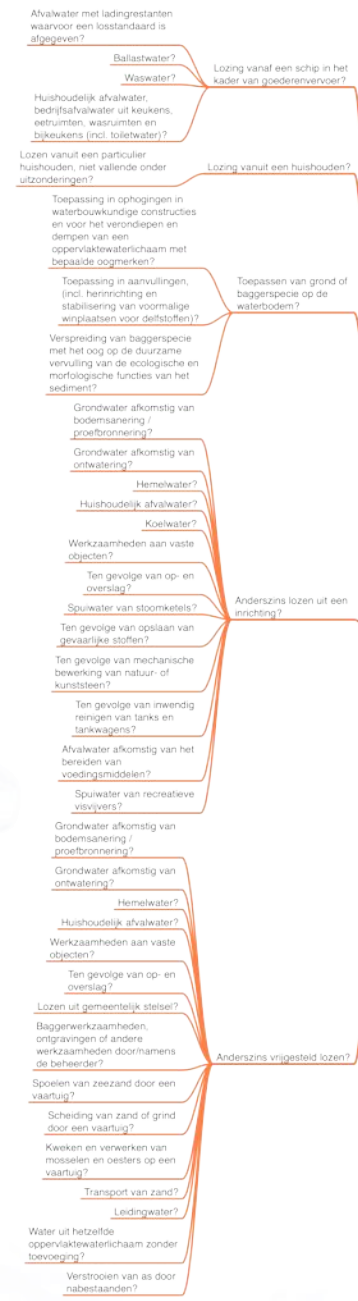 Afvalwater met ladingrestanten
waarvoor een losstandaard is
afgegeven?
Ballastwater?
Waswater?
Huishoudelijk afvalwater,
bedrijfsafvalwater uit keukens,
eetruimten, wasruimten en
bijkeukens (incl. toiletwater)?
Lozing vanaf een schip in het
kader van goederenvervoer?
Lozen vanuit een particulier
huishouden, niet vallende onder
uitzonderingen?
Lozing vanuit een huishouden?
Toepassing in ophogingen in
waterbouwkundige constructies
en voor het verondiepen en
dempen van een
oppervlaktewaterlichaam met
bepaalde oogmerken?
Toepassing in aanvullingen,
(incl. herinrichting en
stabilisering van voormalige
winplaatsen voor delfstoffen)?
Verspreiding van baggerspecie
met het oog op de duurzame
vervulling van de ecologische en
morfologische functies van het
sediment?
Toepassen van grond of
baggerspecie op de
waterbodem?
Grondwater afkomstig van
bodemsanering /
proefbronnering?
Grondwater afkomstig van
ontwatering?
Hemelwater?
Huishoudelijk afvalwater?
Koelwater?
Werkzaamheden aan vaste
objecten?
Ten gevolge van op- en
overslag?
Spuiwater van stoomketels?
Ten gevolge van opslaan van
gevaarlijke stoffen?
Ten gevolge van mechanische
bewerking van natuur- of
kunststeen?
Ten gevolge van inwendig
reinigen van tanks en
tankwagens?
Afvalwater afkomstig van het
bereiden van
voedingsmiddelen?
Spuiwater van recreatieve
visvijvers?
Anderszins lozen uit een
inrichting?
Grondwater afkomstig van
bodemsanering /
proefbronnering?
Grondwater afkomstig van
ontwatering?
Hemelwater?
Huishoudelijk afvalwater?
Werkzaamheden aan vaste
objecten?
Ten gevolge van op- en
overslag?
Lozen uit gemeentelijk stelsel?
Baggerwerkzaamheden,
ontgravingen of andere
werkzaamheden door/namens
de beheerder?
Spoelen van zeezand door een
vaartuig?
Scheiding van zand of grind
door een vaartuig?
Kweken en verwerken van
mosselen en oesters op een
vaartuig?
Transport van zand?
Leidingwater?
Water uit hetzelfde
oppervlaktewaterlichaam zonder
toevoeging?
Verstrooien van as door
nabestaanden?
Anderszins vrijgesteld lozen?